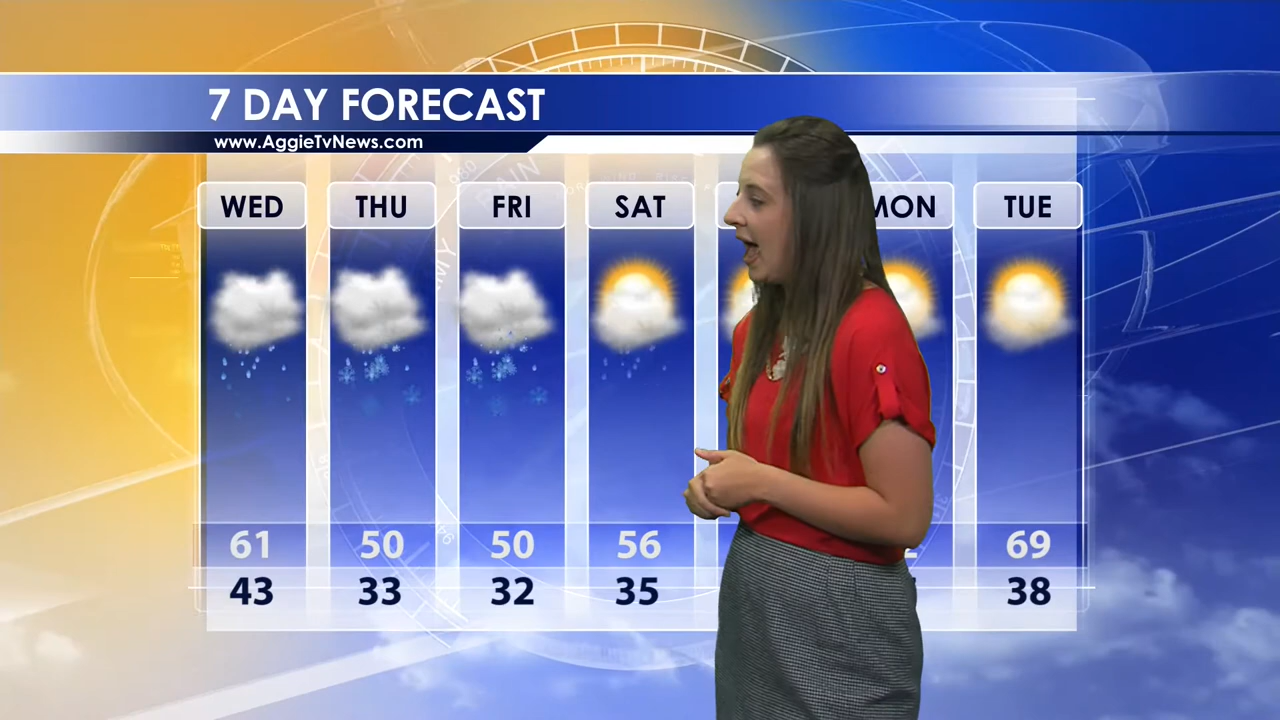 7 DAY FORECAST
www.AggieTvNews.com
WED THU FRI SAT MON TUE
61 50 50 56 69
43 33 32 35 38